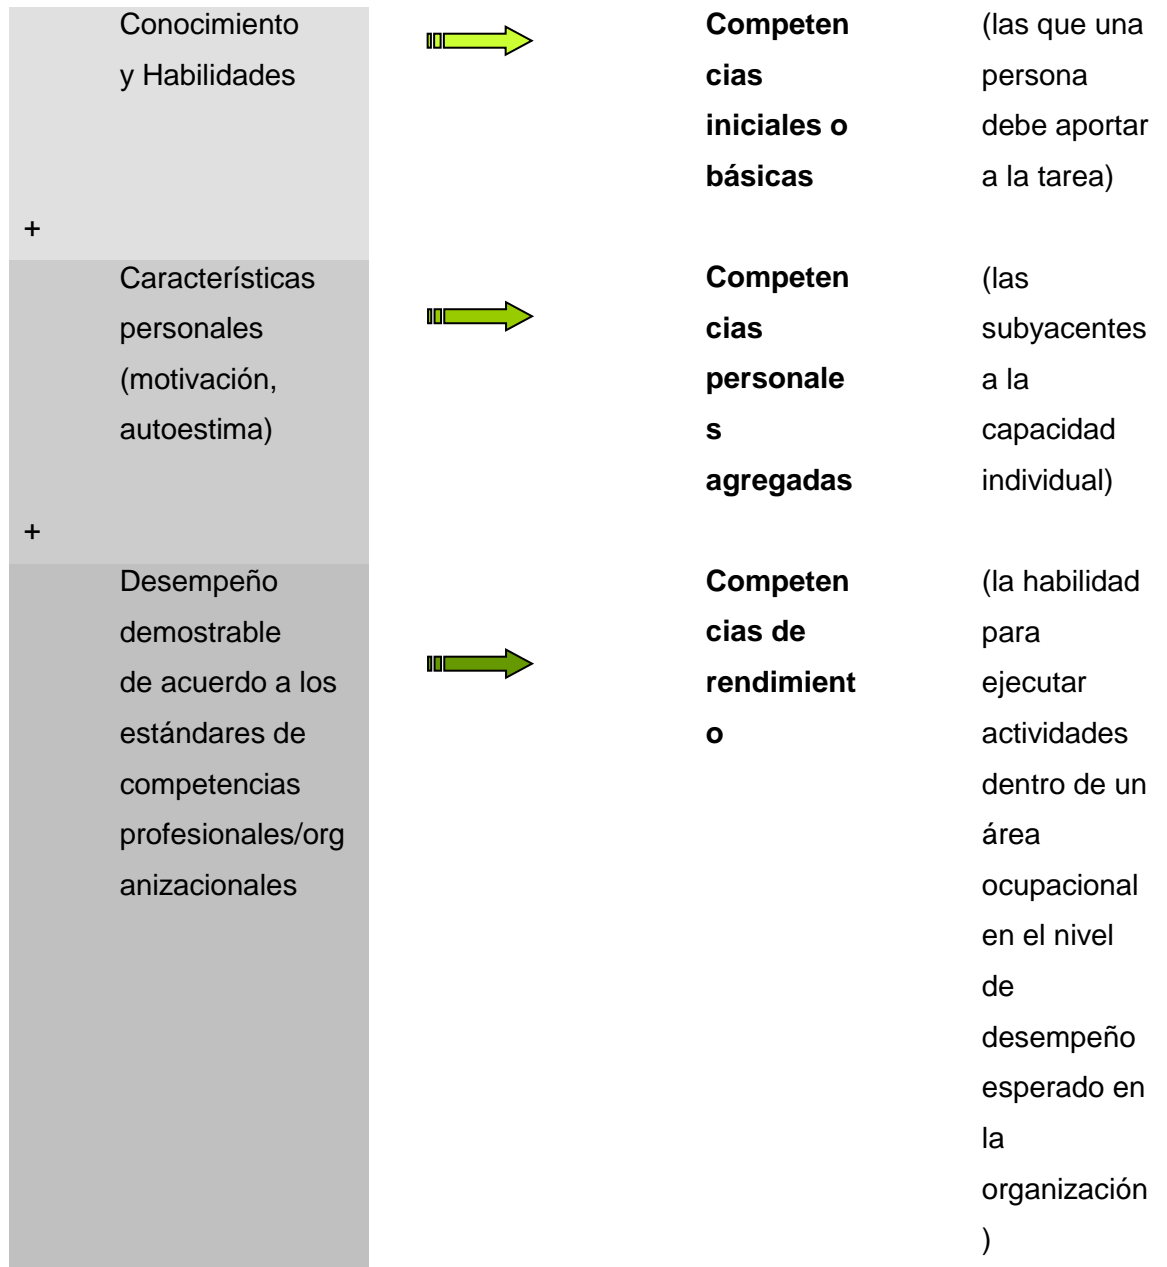 Conocimiento
y Habilidades
Competen
cias
iniciales o
básicas
(las que una
persona
debe aportar
a la tarea)
+
Característícas
personales
(motivación,
autoestima)
Competen
cias
personale
s
agregadas
(las
subyacentes
a la
capacidad
individual)
+
Desempeño
demostrable
de acuerdo a los
estándares de
competencias
profesionales/org
anizacionales
Competen
cias de
rendimient
o
(la habilidad
para
ejecutar
actividades
dentro de un
área
ocupacional
en el nivel
de
desempeño
esperado en
la
organización
)